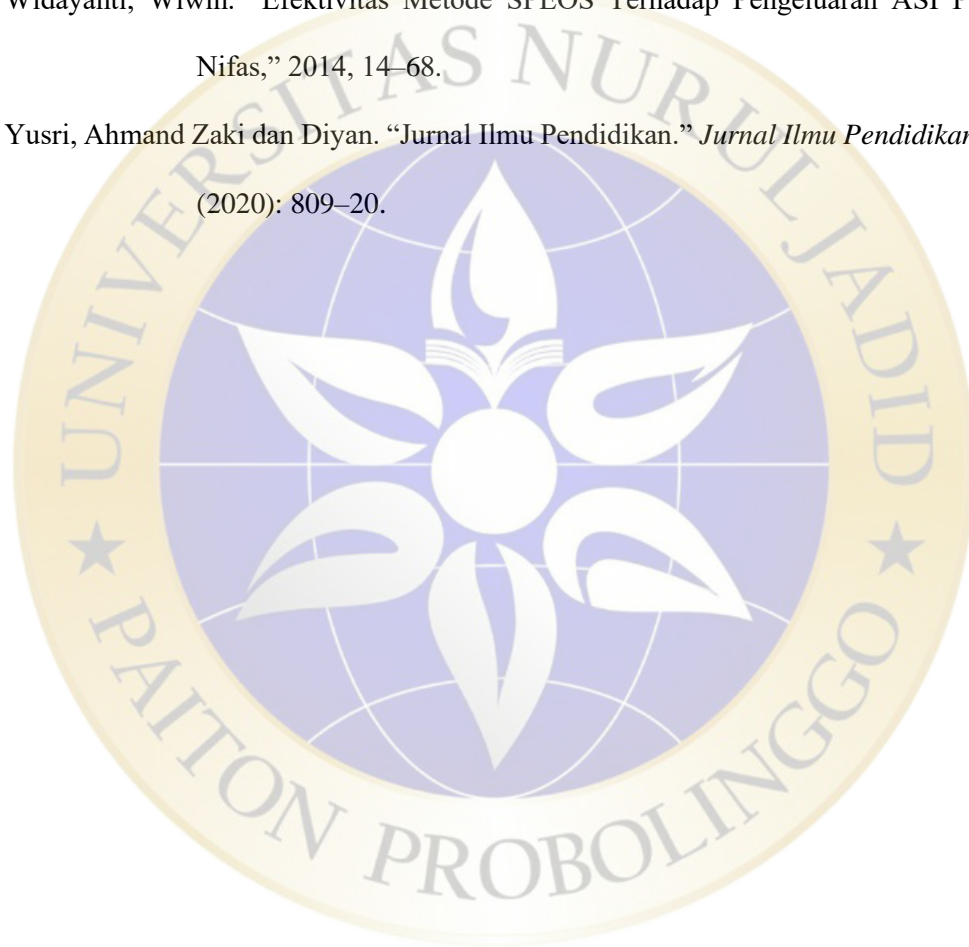 Widayanti, Wiwin. “Efektivitas Metode SPEOS Terhadap Pengeluaran ASI
Nifas,” 2014, 14–68.
Yusri, Ahmand Zaki dan Diyan. “Jurnal Ilmu Pendidikan.” Jurnal Ilmu Pendidikan
(2020): 809–20.
UNIVERSITAS NURUL JADID
PAITON PROBOLINGGO